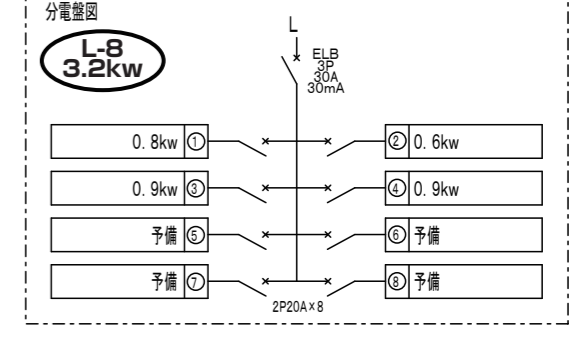 分電盤図
L-8
3.2kw
L
ELB
3P
30A
30mA
0.8kw ① ② 0.6kw
0.9kw ③ ④ 0.9kw
予備 ⑤ ⑥ 予備
予備 ⑦ ⑧ 予備
2P20A×8